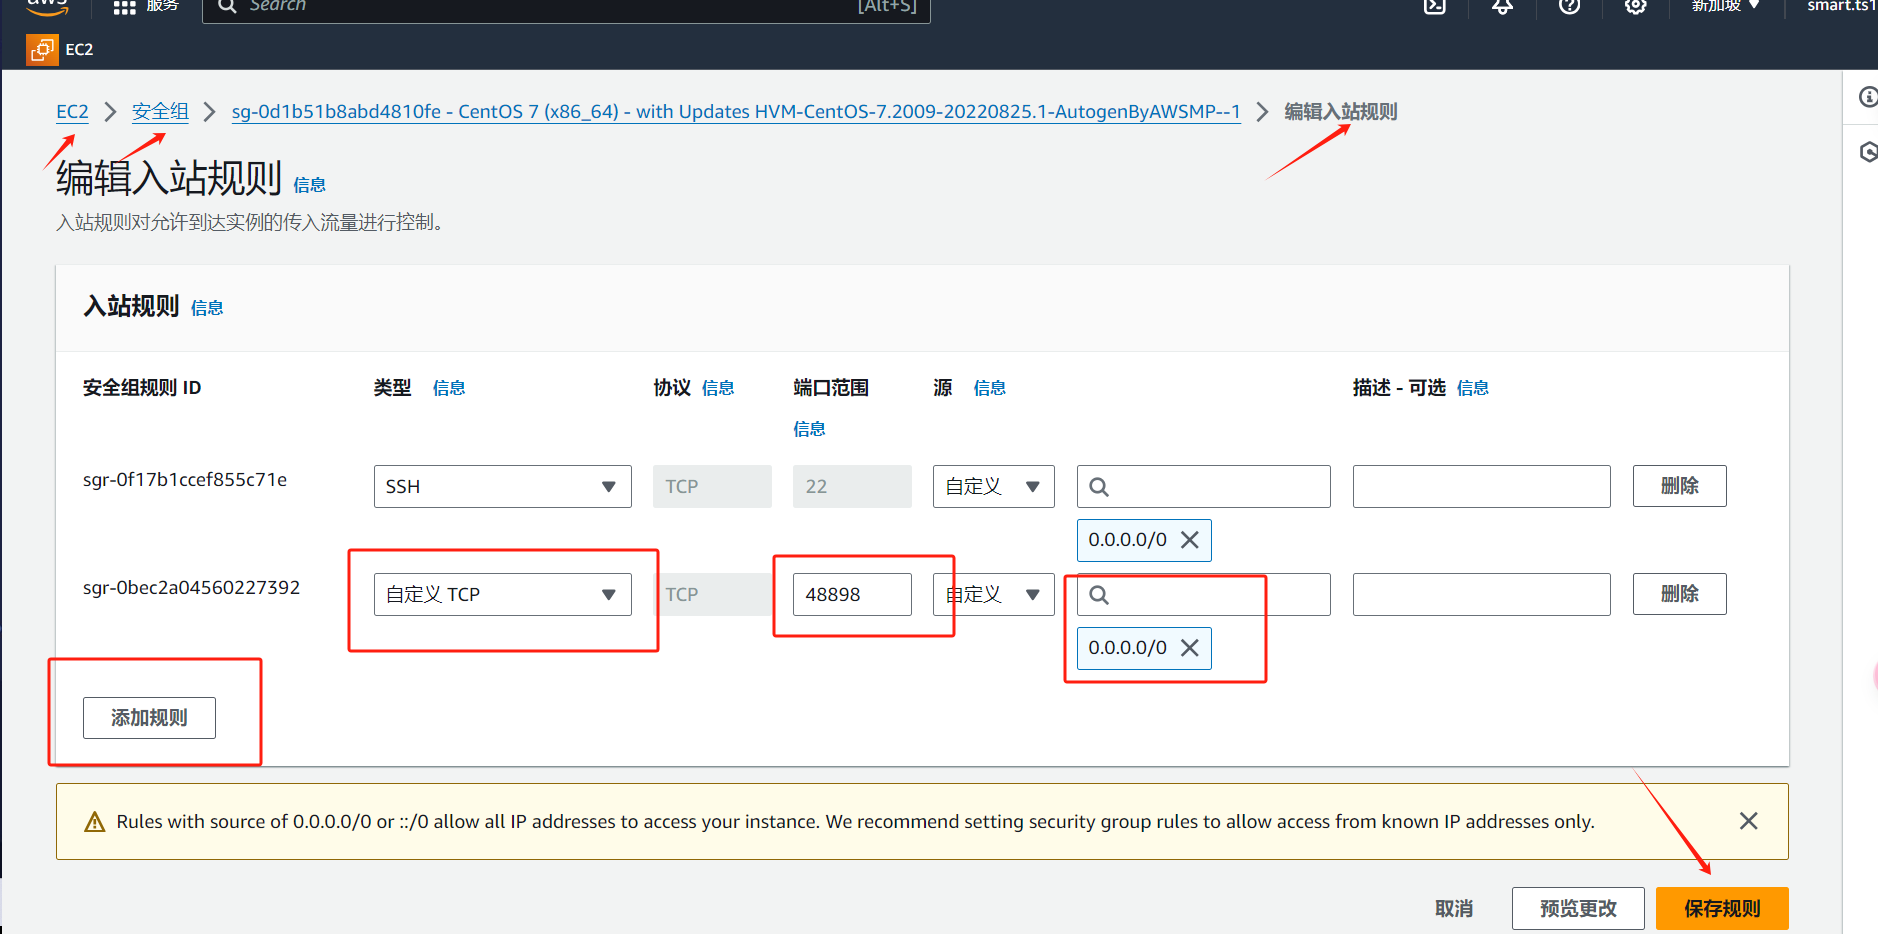 aws 服务 Search [Alt+S] 新加坡 smart.ts1
EC2
EC2 安全组 sg-0d1b51b8abd4810fe - CentOS 7 (x86_64) - with Updates HVM-CentOS-7.2009-20220825.1-AutogenByAWSMP--1 编辑入站规则
编辑入站规则 信息
入站规则对允许到达实例的传入流量进行控制。
入站规则 信息
安全组规则 ID 类型 信息 协议 信息 端口范围 源 信息 描述 - 可选 信息
信息
sgr-0f17b1ccef855c71e SSH TCP 22 自定义 删除
0.0.0.0/0
sgr-0bec2a04560227392 自定义 TCP TCP 48898 自定义 删除
0.0.0.0/0
添加规则
Rules with source of 0.0.0.0/0 or ::/0 allow all IP addresses to access your instance. We recommend setting security group rules to allow access from known IP addresses only.
取消 预览更改 保存规则